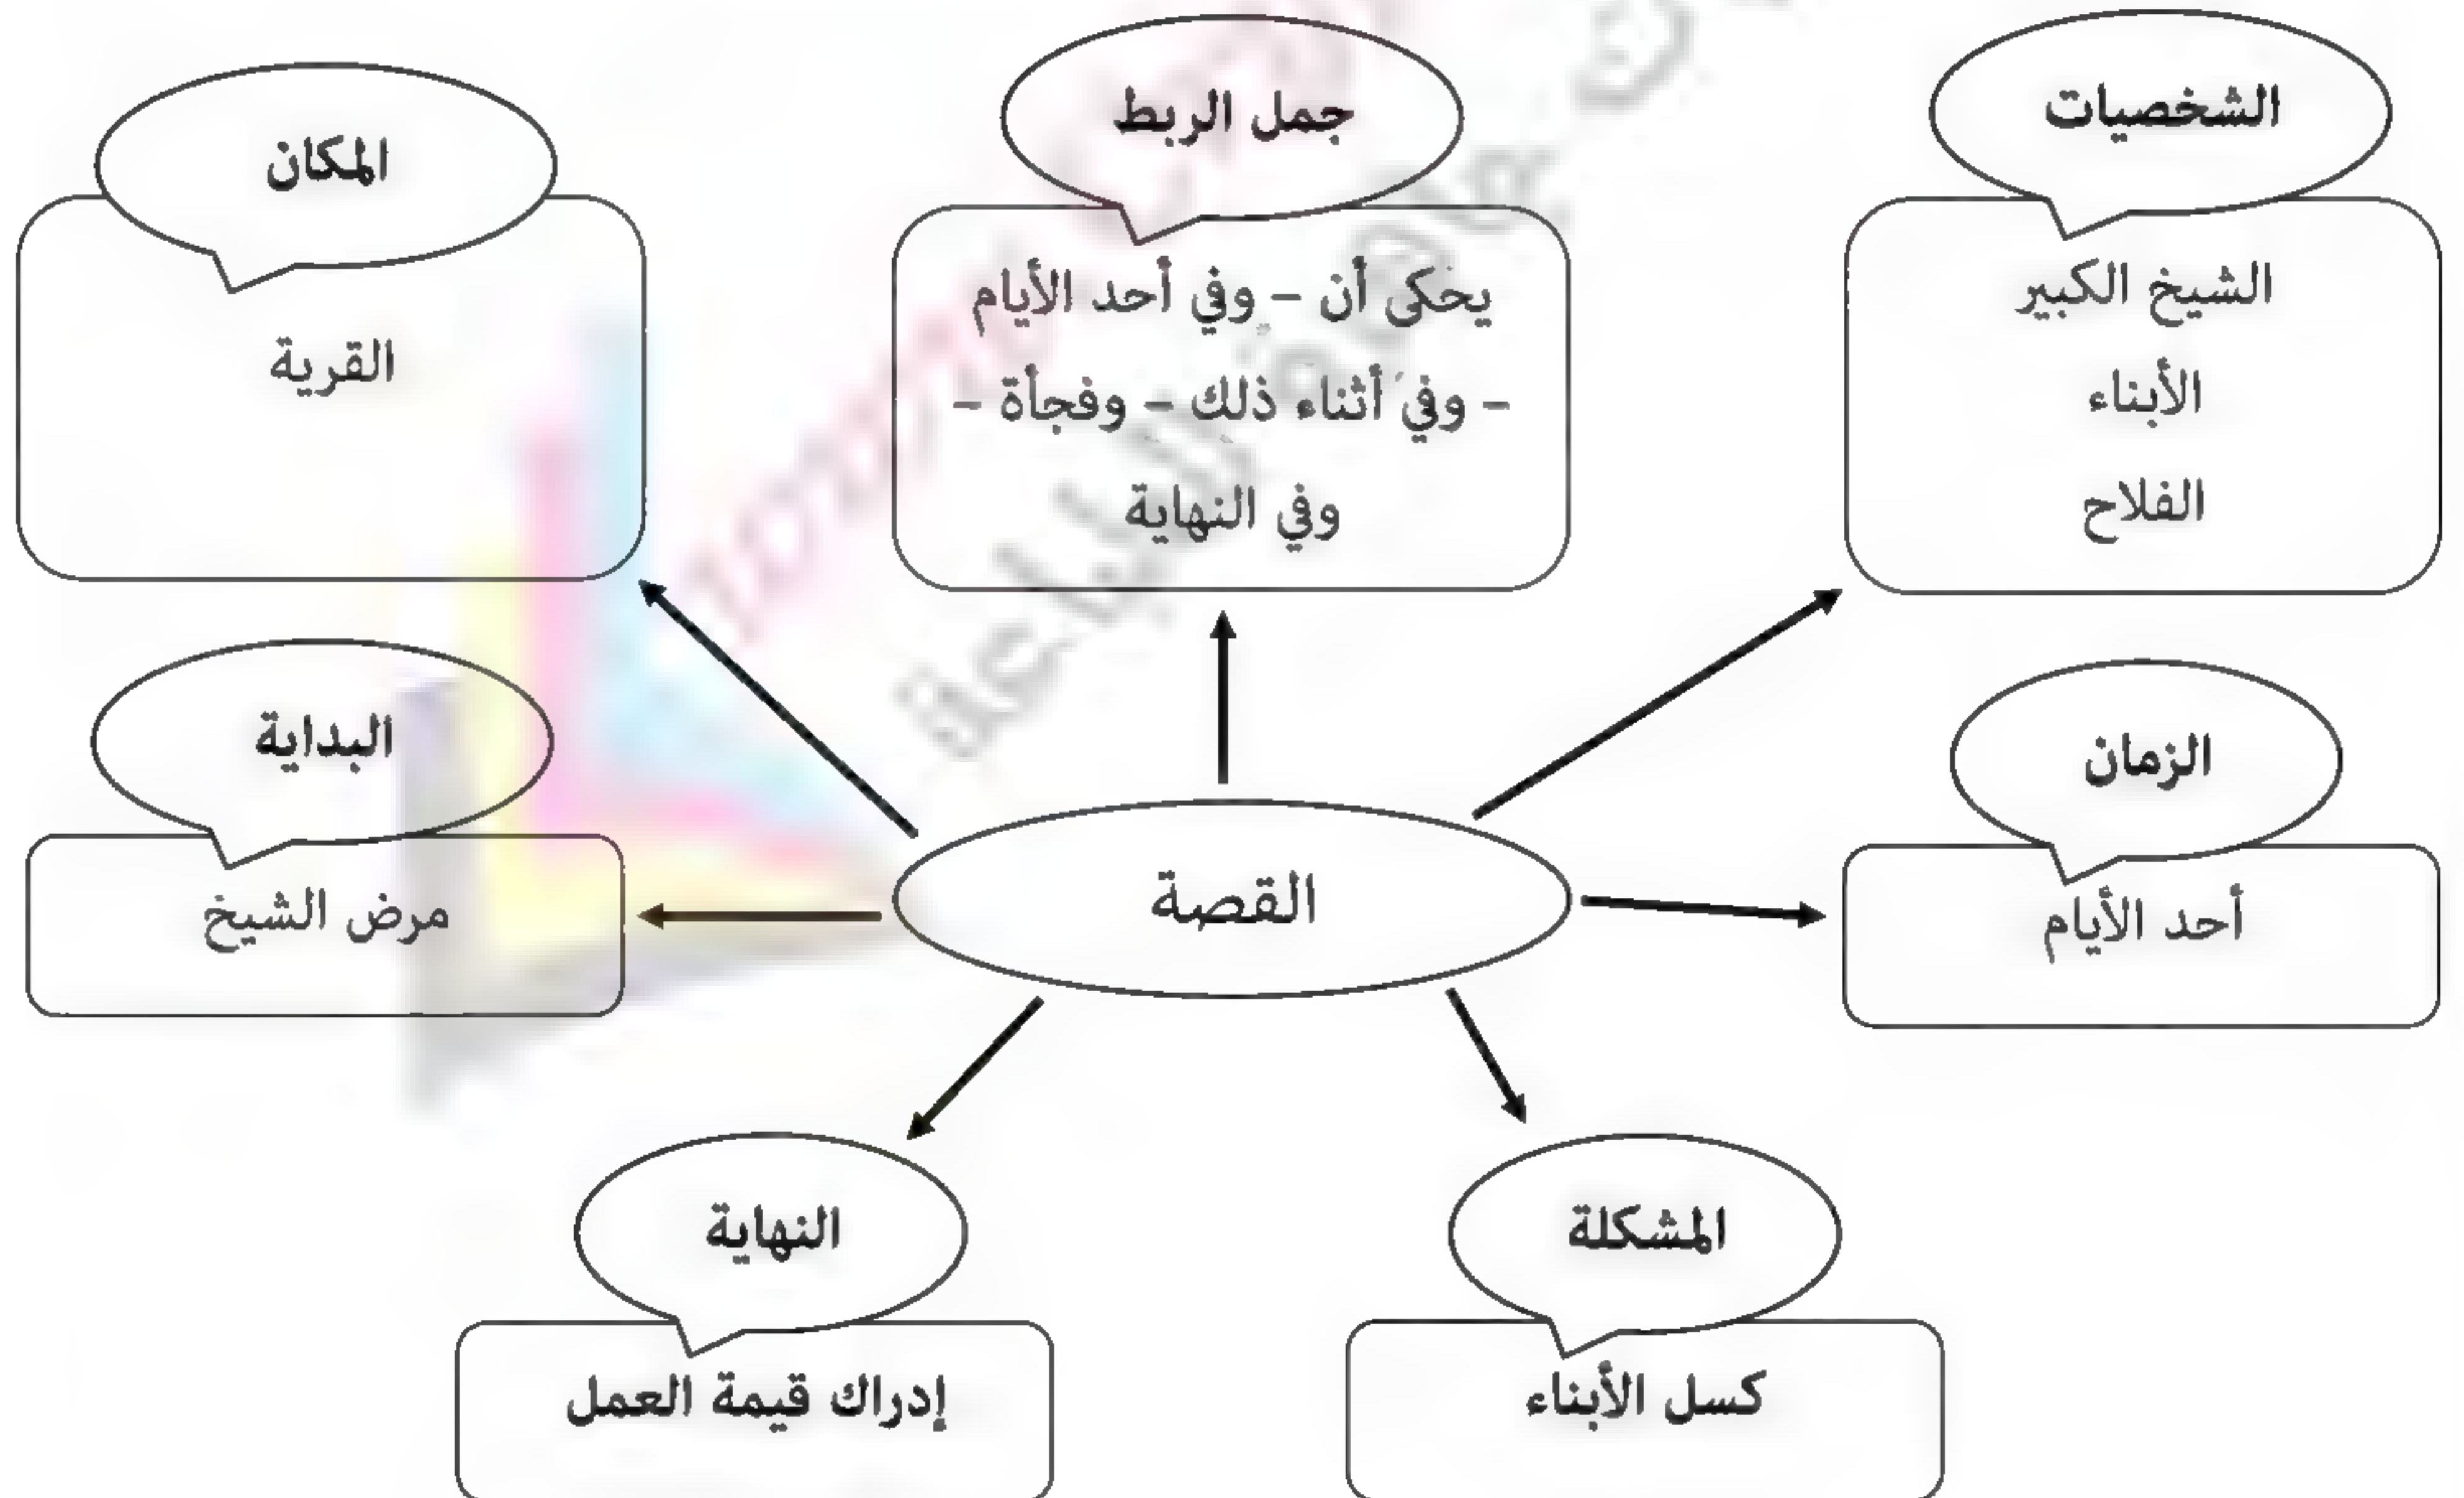 الشخصيات
الشيخ الكبير
الأبناء
الفلاح
جمل الربط
يحكى أن – وفي أحد الأيام
– وفي أثناء ذلك – وفجأة –
وفي النهاية
المكان
القرية
الزمان
أحد الأيام
القصة
البداية
مرض الشيخ
المشكلة
كسل الأبناء
النهاية
إدراك قيمة العمل